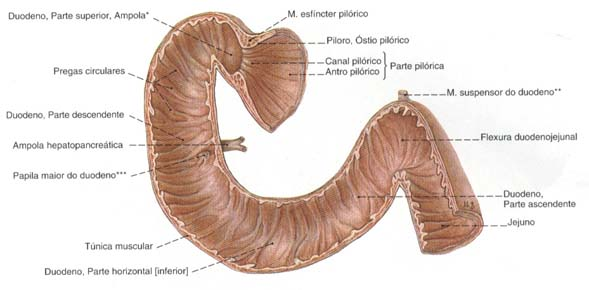 Duodeno, Parte superior, Ampola*
Pregas circulares
Duodeno, Parte descendente
Ampola hepatopancreática
Papila maior do duodeno***
Túnica muscular
Duodeno, Parte horizontal [inferior]
M. esfíncter pilórico
Piloro, Óstio pilórico
Canal pilórico
Antro pilórico
Parte pilórica
M. suspensor do duodeno**
Flexura duodenojejunal
Duodeno,
Parte ascendente
Jejuno